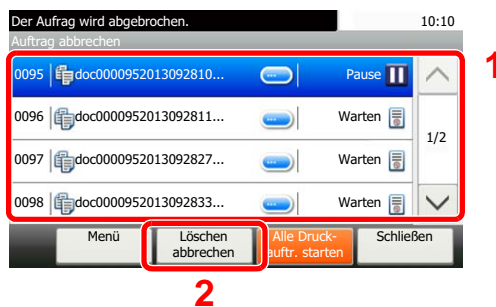 Der Aufrag wird abgebrochen. 10:10
Auftrag abbrechen
1
0095 doc0000952013092810... Pause
0096 doc0000952013092811... Warten
1/2
0097 doc0000952013092827... Warten
0098 doc0000952013092833... Warten
Menü Löschen Alle Druck- Schließen
abbrechen auftr. starten
2